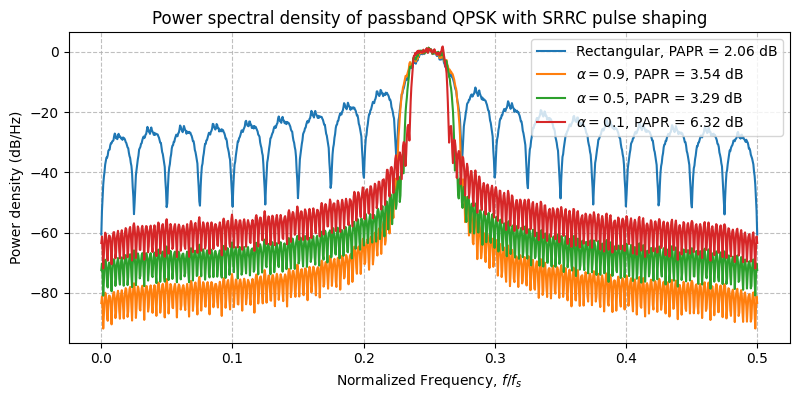 Power spectral density of passband QPSK with SRRC pulse shaping
Rectangular, PAPR = 2.06 dB
α = 0.9, PAPR = 3.54 dB
α = 0.5, PAPR = 3.29 dB
α = 0.1, PAPR = 6.32 dB
Power density (dB/Hz)
0
−20
−40
−60
−80
0.0 0.1 0.2 0.3 0.4 0.5
Normalized Frequency, f/fₛ